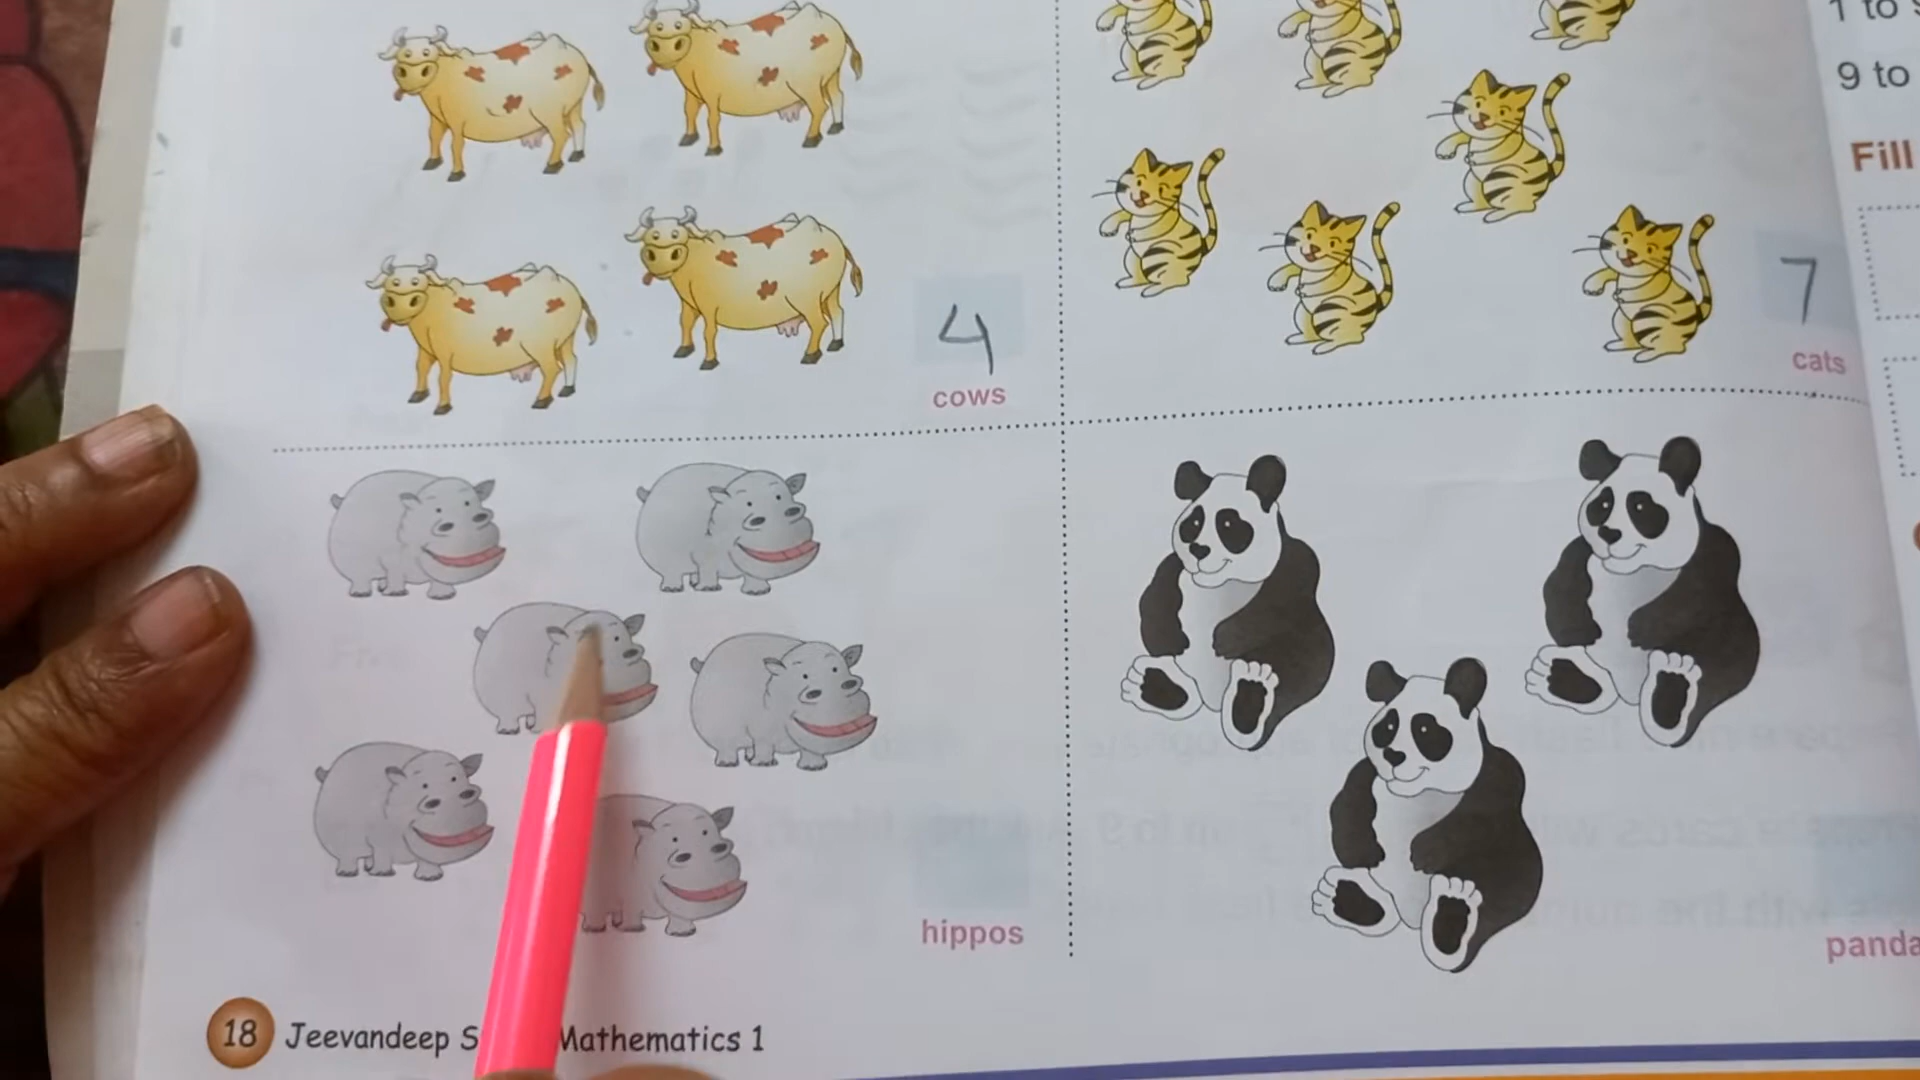 1 to
9 to
Fill
4
cows
7
cats
hippos
panda
18 Jeevandeep Mathematics 1